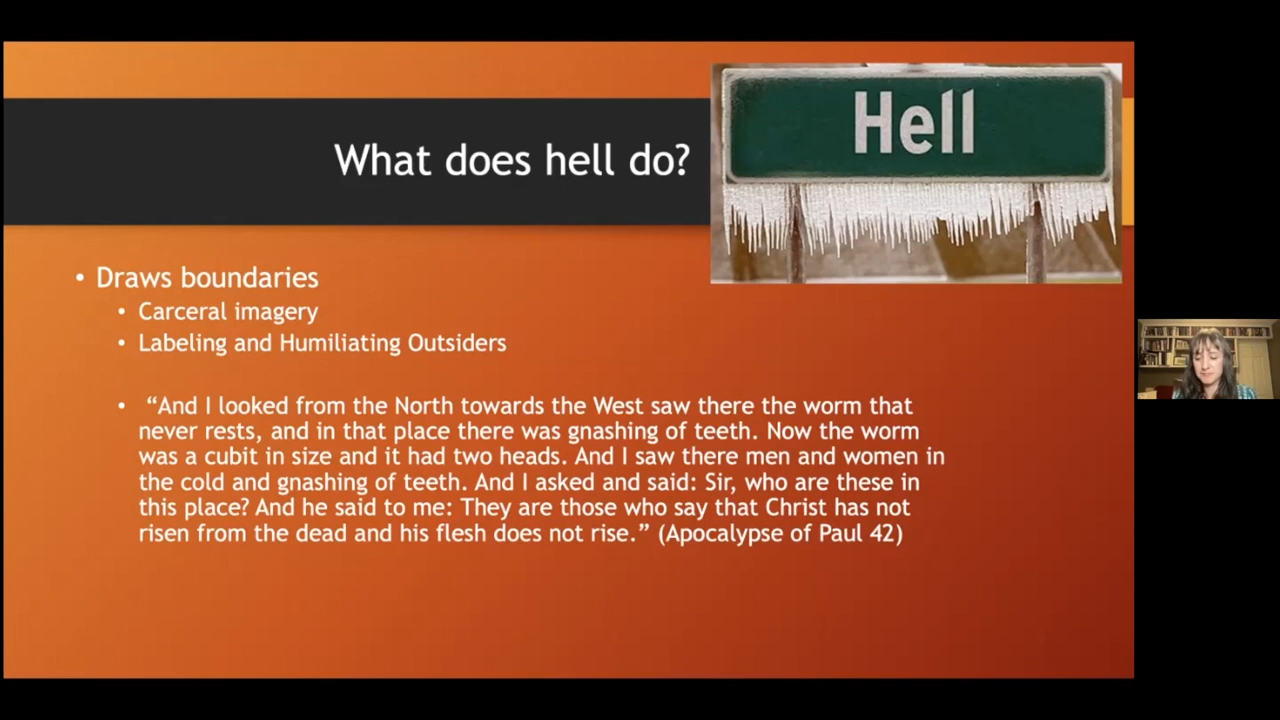 Hell
What does hell do?
• Draws boundaries
• Carceral imagery
• Labeling and Humiliating Outsiders
• “And I looked from the North towards the West saw there the worm that
never rests, and in that place there was gnashing of teeth. Now the worm
was a cubit in size and it had two heads. And I saw there men and women in
the cold and gnashing of teeth. And I asked and said: Sir, who are these in
this place? And he said to me: They are those who say that Christ has not
risen from the dead and his flesh does not rise.” (Apocalypse of Paul 42)